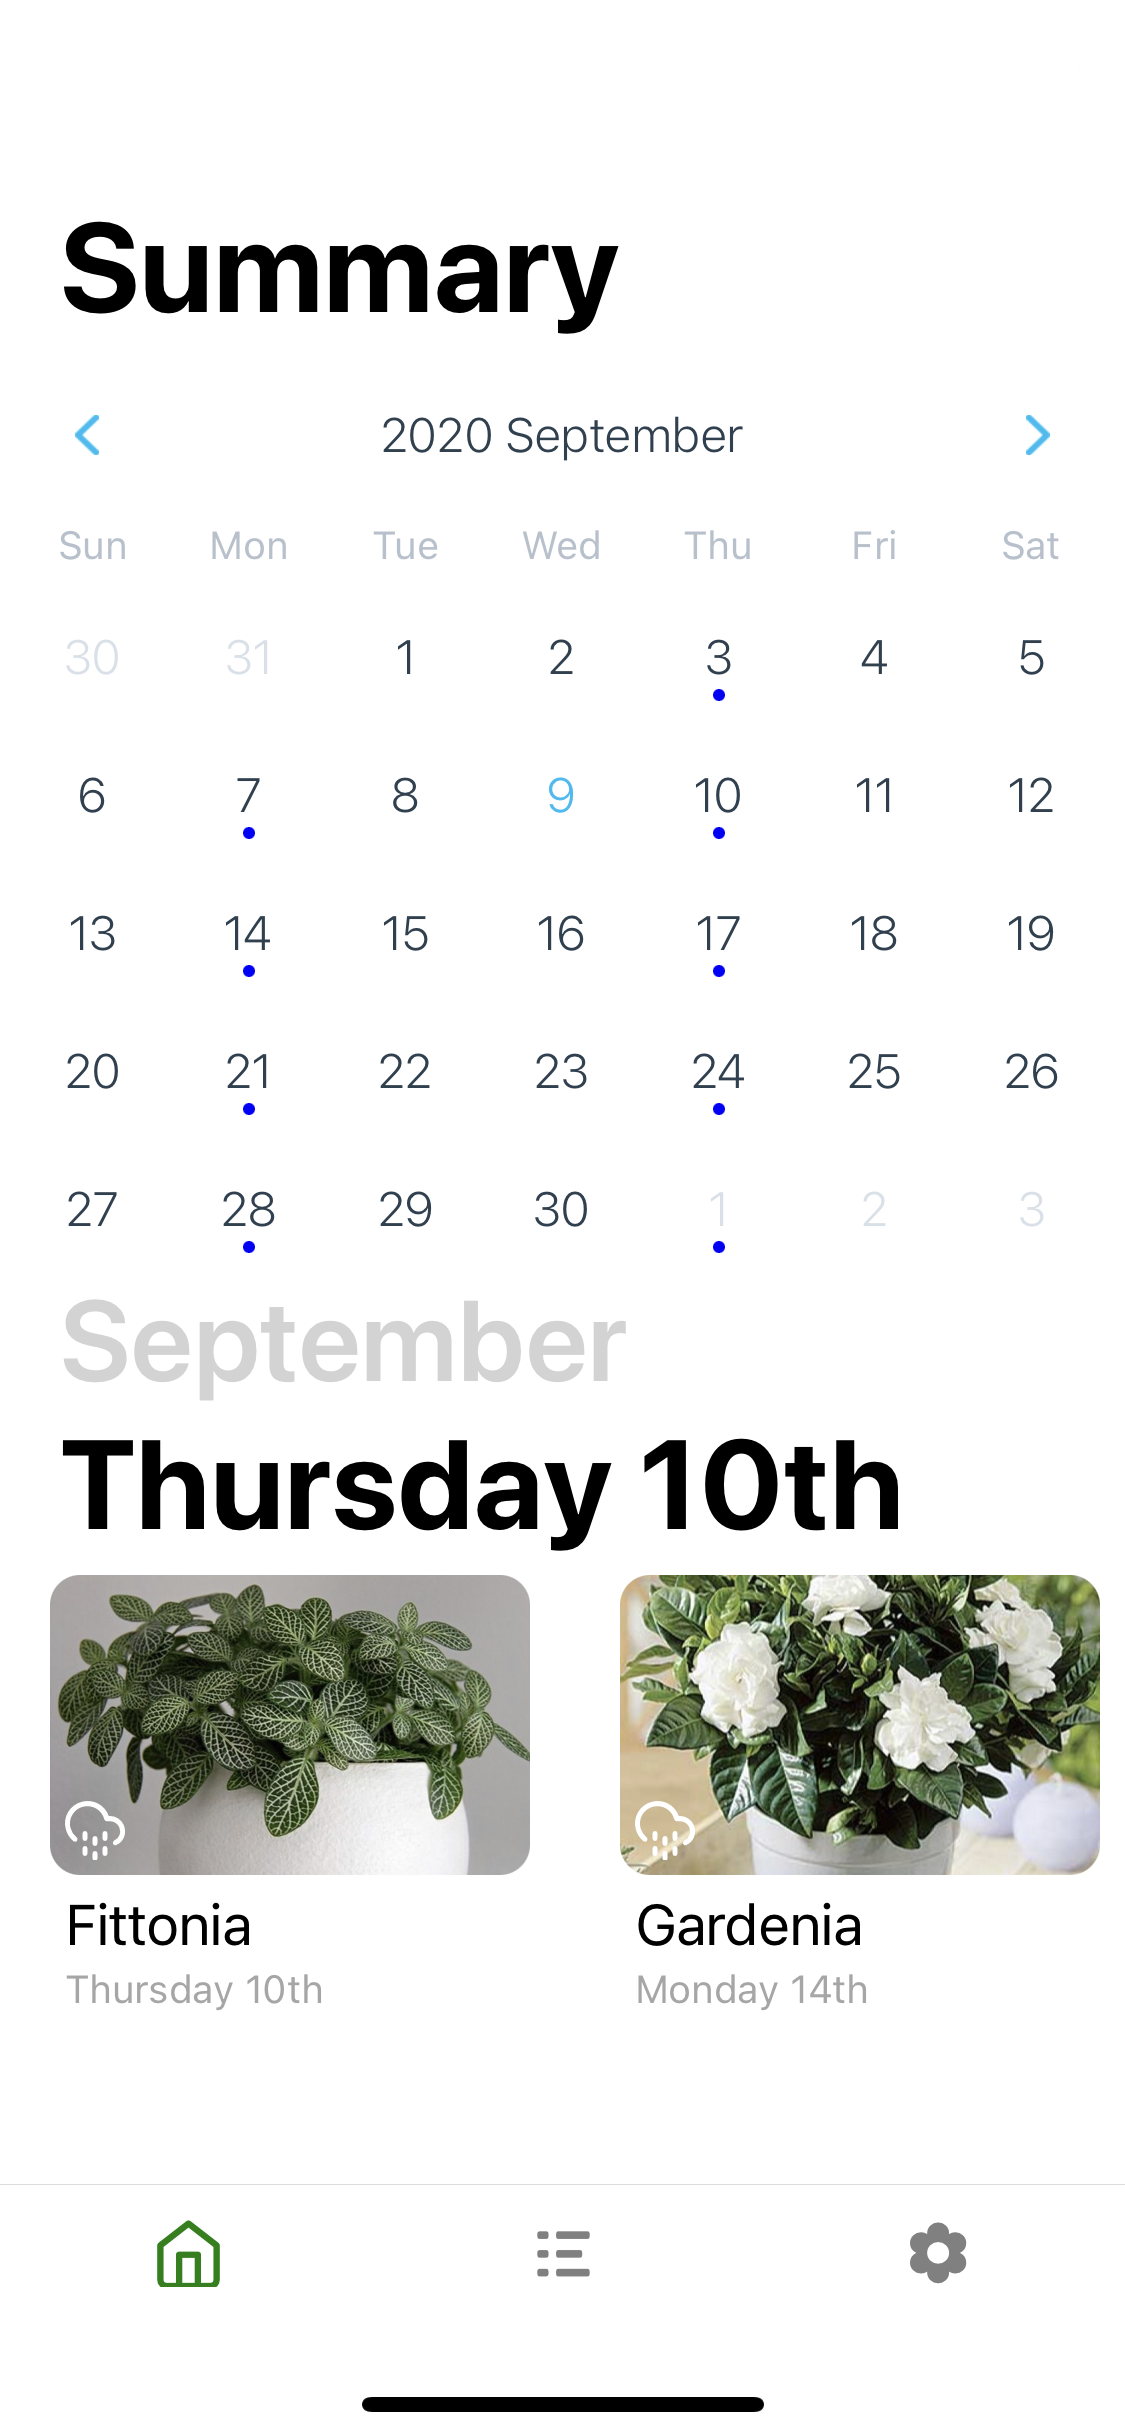 Summary
2020 September
Sun Mon Tue Wed Thu Fri Sat
30 31 1 2 3 4 5
6 7 8 9 10 11 12
13 14 15 16 17 18 19
20 21 22 23 24 25 26
27 28 29 30 1 2 3
September
Thursday 10th
Fittonia Gardenia
Thursday 10th Monday 14th